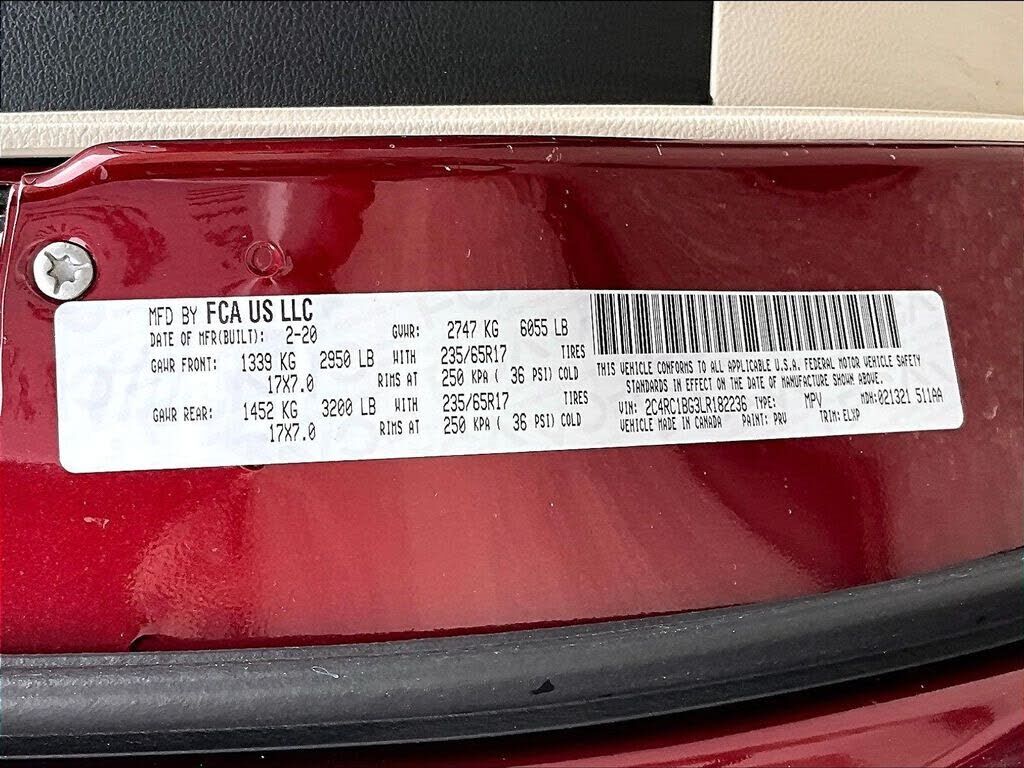 MFD BY FCA US LLC
DATE OF MFR(BUILT): 2-20 GVWR: 2747 KG 6055 LB
GAWR FRONT: 1339 KG 2950 LB WITH 235/65R17 TIRES
17X7.0 RIMS AT 250 KPA ( 36 PSI) COLD
GAWR REAR: 1452 KG 3200 LB WITH 235/65R17 TIRES
17X7.0 RIMS AT 250 KPA ( 36 PSI) COLD
THIS VEHICLE CONFORMS TO ALL APPLICABLE U.S.A. FEDERAL MOTOR VEHICLE SAFETY
STANDARDS IN EFFECT ON THE DATE OF MANUFACTURE SHOWN ABOVE.
VIN: 2C4RC1BG3LR182236 TYPE: MPV MDH:021321 511AA
VEHICLE MADE IN CANADA PAINT: PRV TRIM: ELXP